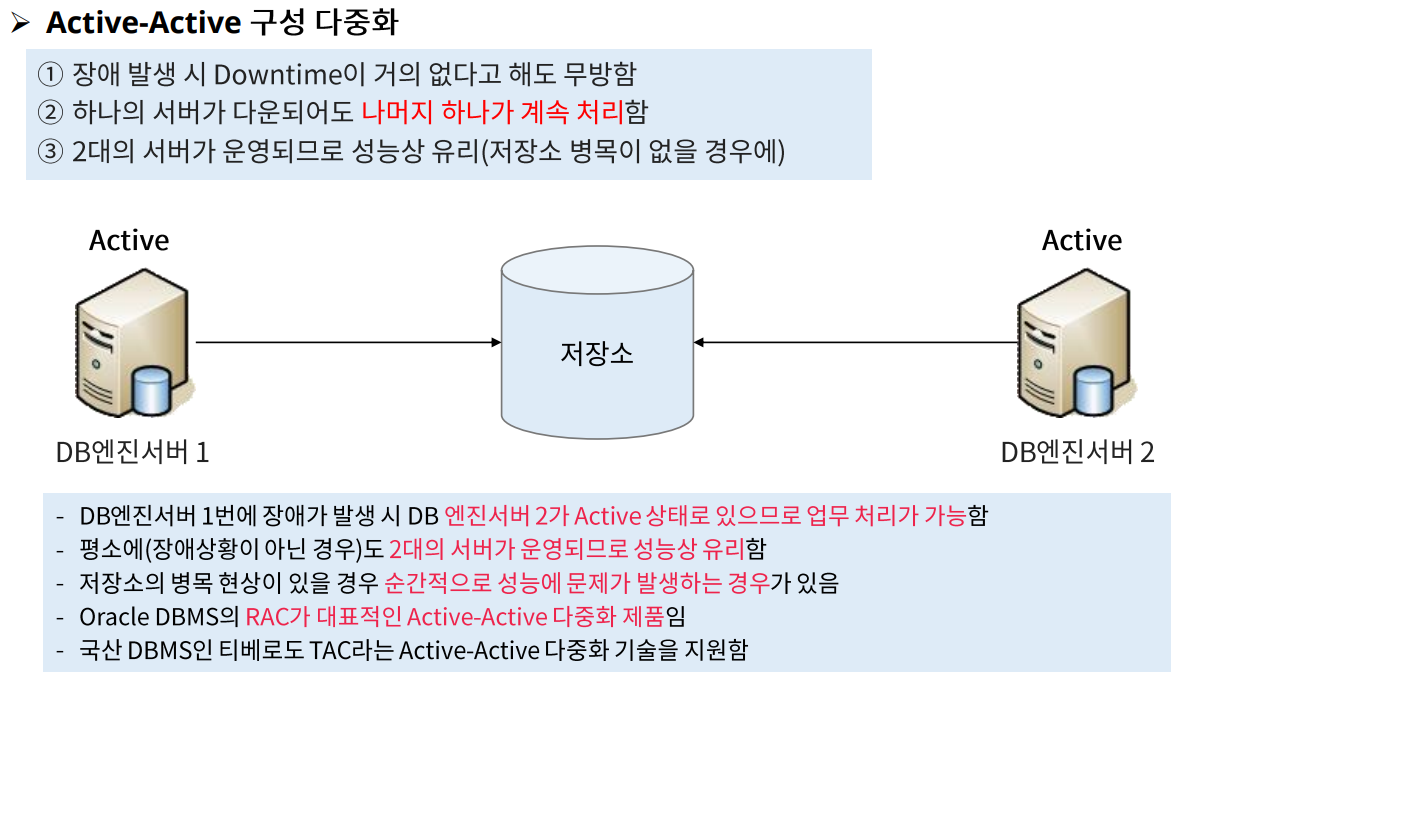 ➢ Active-Active 구성 다중화
① 장애 발생 시 Downtime이 거의 없다고 해도 무방함
② 하나의 서버가 다운되어도 나머지 하나가 계속 처리함
③ 2대의 서버가 운영되므로 성능상 유리(저장소 병목이 없을 경우에)
Active
Active
저장소
DB엔진서버 1
DB엔진서버 2
- DB엔진서버 1번에 장애가 발생 시 DB 엔진서버 2가 Active 상태로 있으므로 업무 처리가 가능함
- 평소에(장애상황이 아닌 경우)도 2대의 서버가 운영되므로 성능상 유리함
- 저장소의 병목 현상이 있을 경우 순간적으로 성능에 문제가 발생하는 경우가 있음
- Oracle DBMS의 RAC가 대표적인 Active-Active 다중화 제품임
- 국산 DBMS인 티베로도 TAC라는 Active-Active 다중화 기술을 지원함